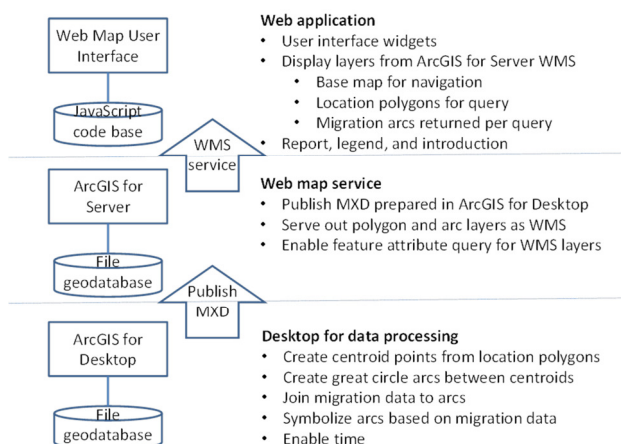 Web Map User
Interface
JavaScript
code base
Web application
• User interface widgets
• Display layers from ArcGIS for Server WMS
• Base map for navigation
• Location polygons for query
• Migration arcs returned per query
• Report, legend, and introduction
WMS
service
ArcGIS for
Server
File
geodatabase
Web map service
• Publish MXD prepared in ArcGIS for Desktop
• Serve out polygon and arc layers as WMS
• Enable feature attribute query for WMS layers
Publish
MXD
ArcGIS for
Desktop
File
geodatabase
Desktop for data processing
• Create centroid points from location polygons
• Create great circle arcs between centroids
• Join migration data to arcs
• Symbolize arcs based on migration data
• Enable time